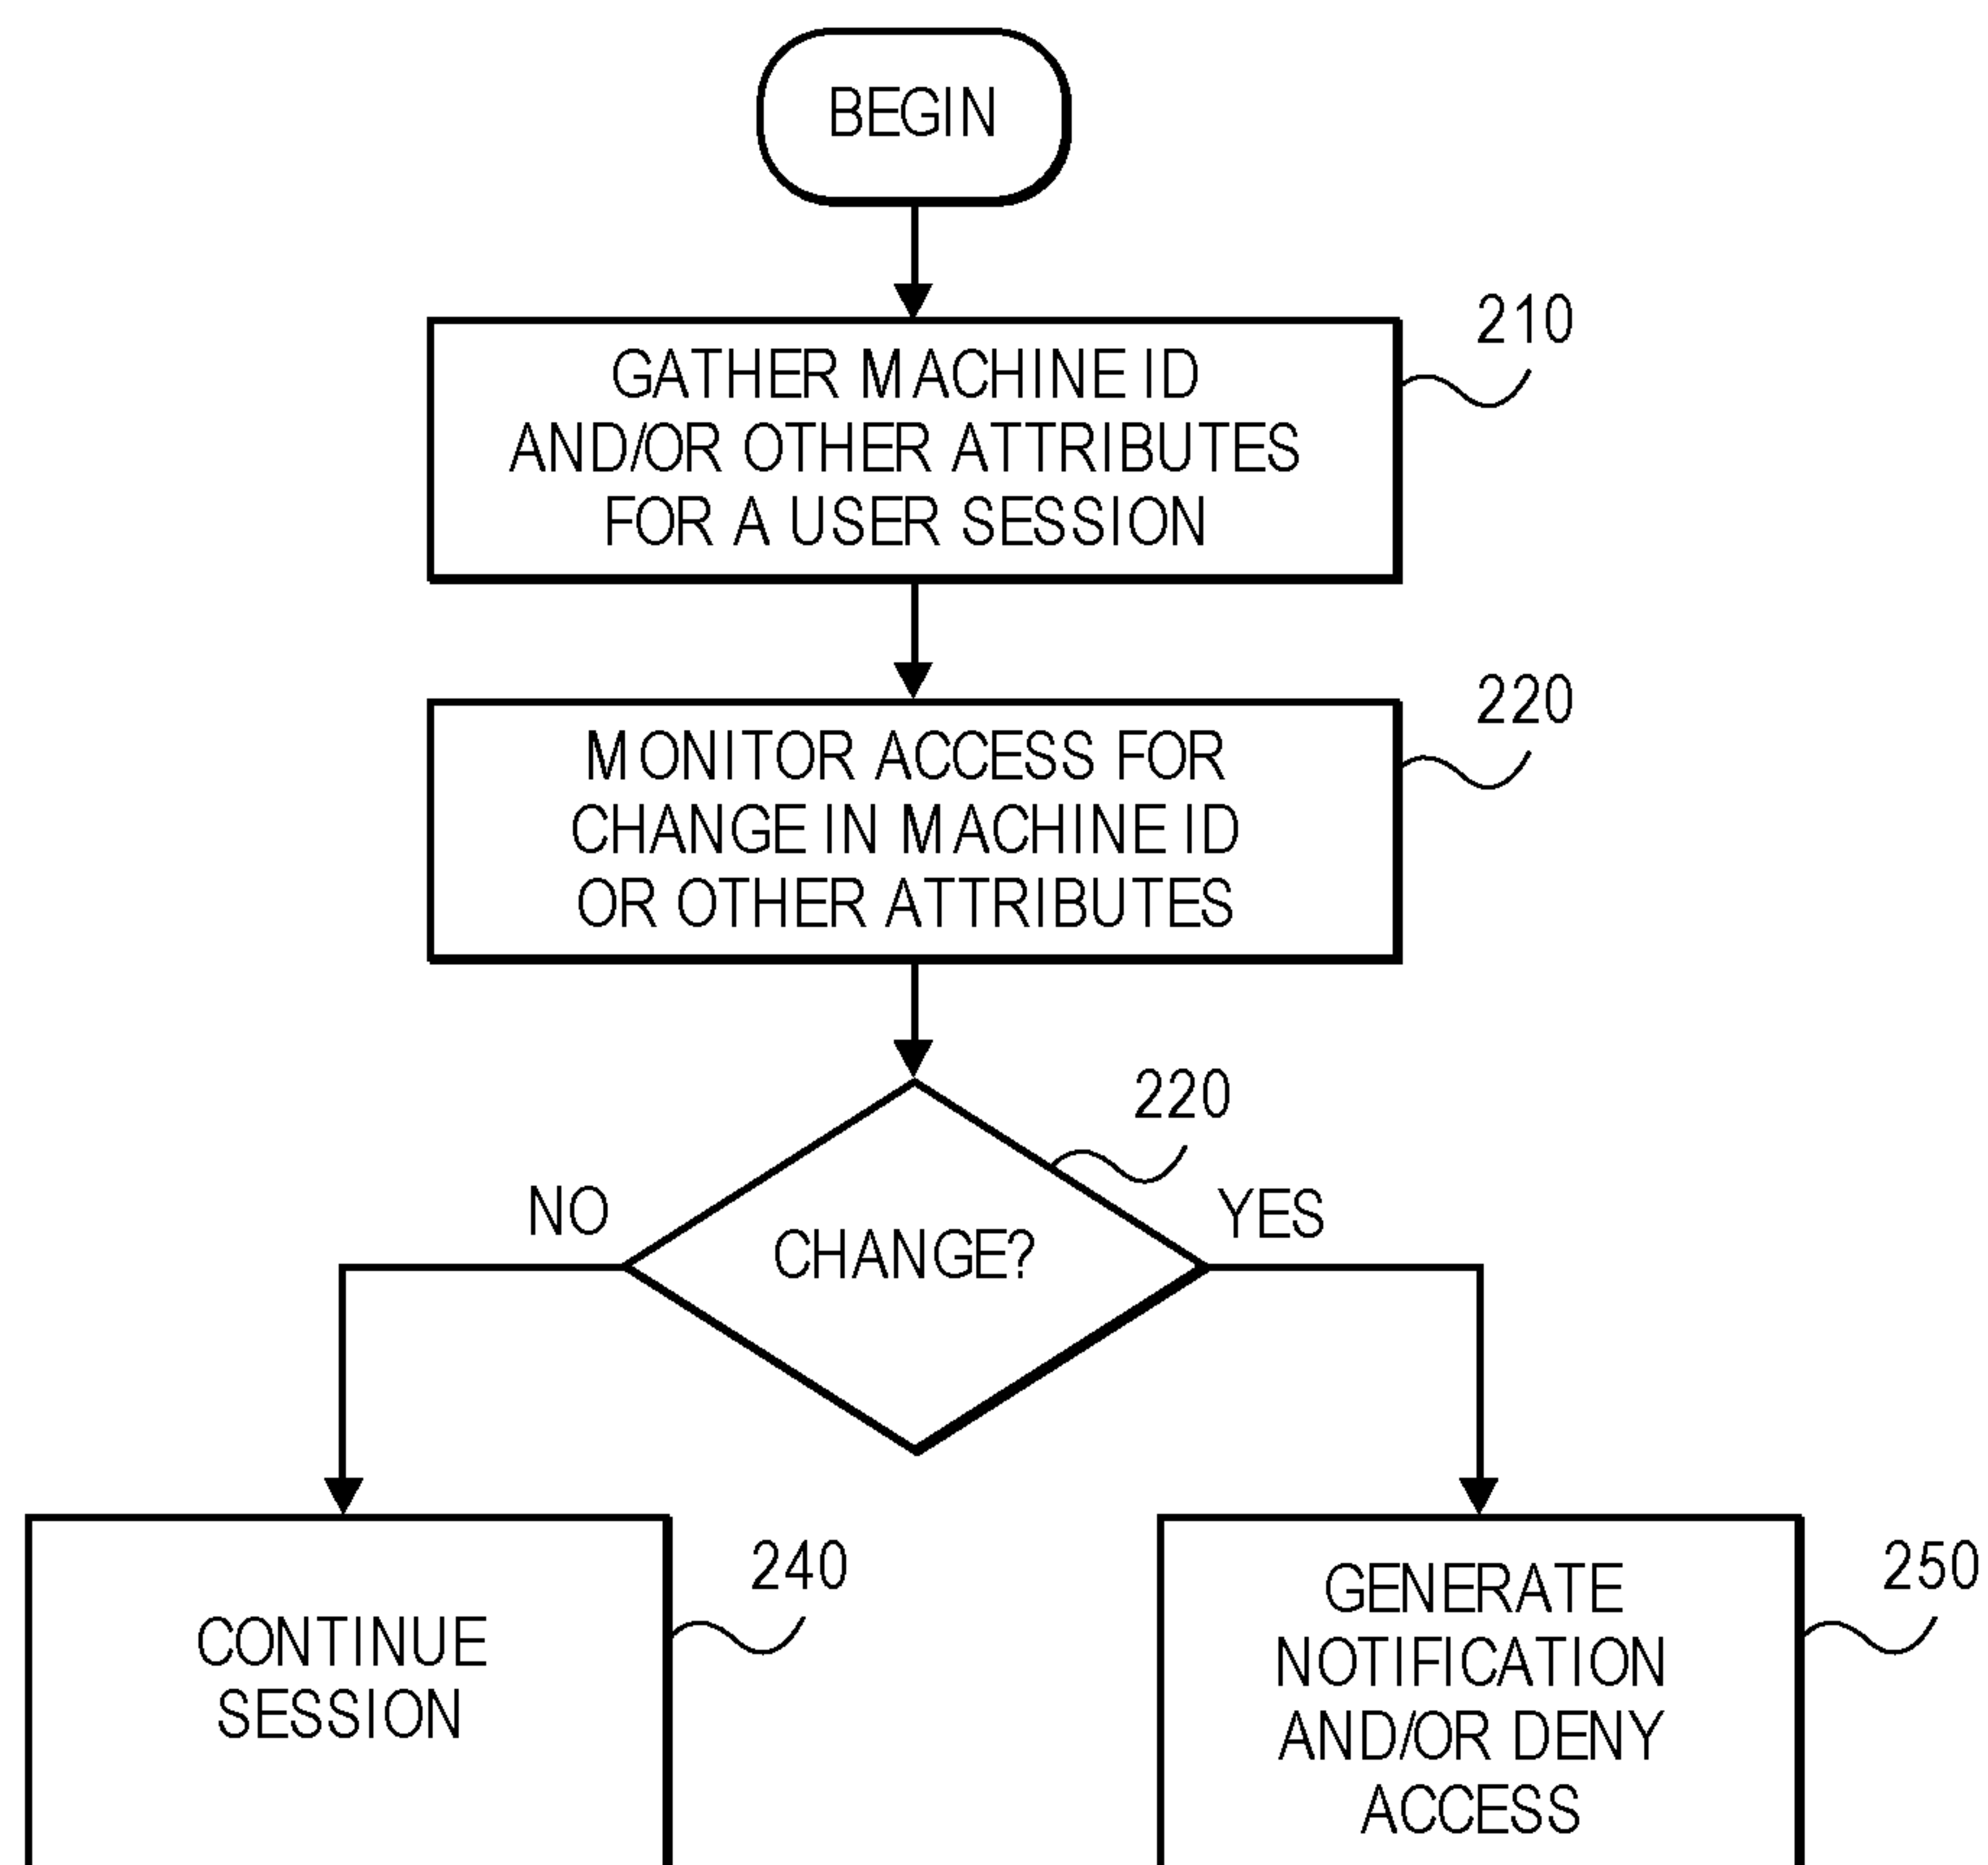 BEGIN
210
GATHER MACHINE ID
AND/OR OTHER ATTRIBUTES
FOR A USER SESSION
220
MONITOR ACCESS FOR
CHANGE IN MACHINE ID
OR OTHER ATTRIBUTES
220
NO
YES
CHANGE?
240
CONTINUE
SESSION
250
GENERATE
NOTIFICATION
AND/OR DENY
ACCESS